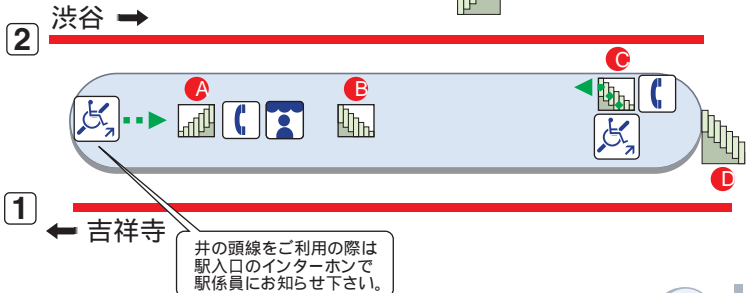 渋谷 ➡
2
A
B
C
D
1
⬅ 吉祥寺
井の頭線をご利用の際は
駅入口のインターホンで
駅係員にお知らせ下さい。